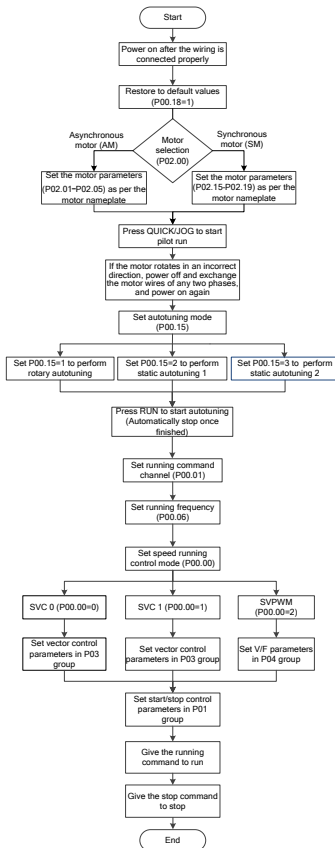 Start
Power on after the wiring is
connected properly
Restore to default values
(P00.18=1)
Asynchronous
motor (AM)
Motor
selection
(P02.00)
Synchronous
motor (SM)
Set the motor parameters
(P02.01~P02.05) as per the
motor nameplate
Set the motor parameters
(P02.15-P02.19) as per the
motor nameplate
Press QUICK/JOG to start
pilot run
If the motor rotates in an incorrect
direction, power off and exchange
the motor wires of any two phases,
and power on again
Set autotuning mode
(P00.15)
Set P00.15=1 to perform
rotary autotuning
Set P00.15=2 to perform
static autotuning 1
Set P00.15=3 to perform
static autotuning 2
Press RUN to start autotuning
(Automatically stop once
finished)
Set running command
channel (P00.01)
Set running frequency
(P00.06)
Set speed running
control mode (P00.00)
SVC 0 (P00.00=0)
SVC 1 (P00.00=1)
SVPWM
(P00.00=2)
Set vector control
parameters in P03
group
Set vector control
parameters in P03 group
Set V/F parameters
in P04 group
Set start/stop control
parameters in P01
group
Give the running
command to run
Give the stop command
to stop
End